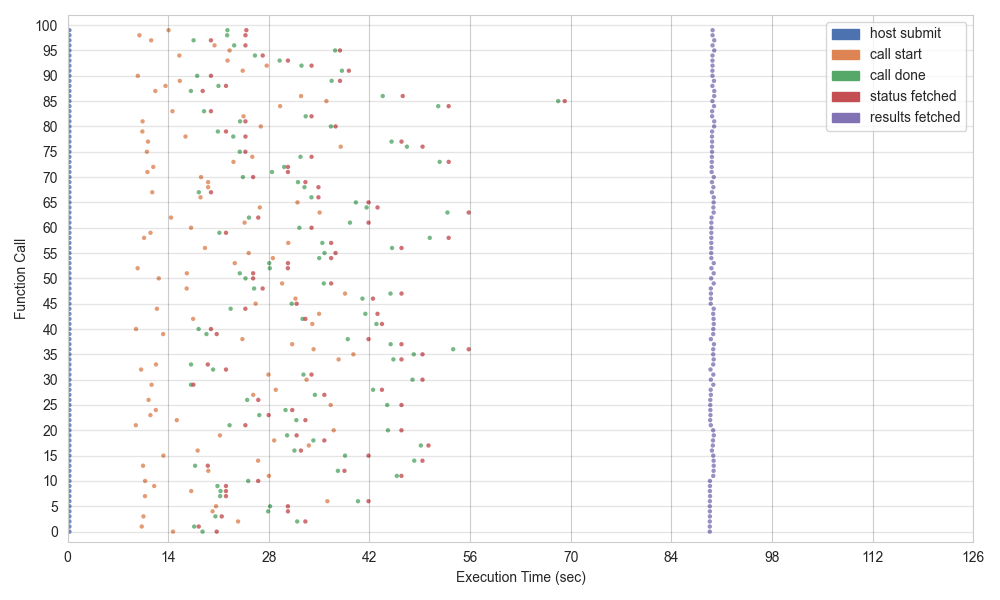 100
95
90
85
80
75
70
65
60
55
50
45
40
35
30
25
20
15
10
5
0
Function Call
0 14 28 42 56 70 84 98 112 126
Execution Time (sec)
host submit
call start
call done
status fetched
results fetched